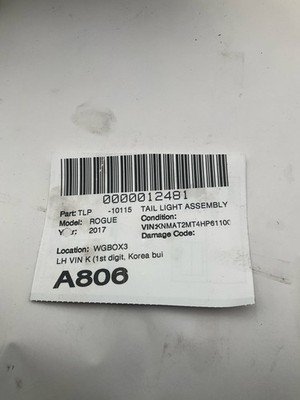 0000012481
Part: TLP -10115 TAIL LIGHT ASSEMBLY
Model: ROGUE Condition:
Year: 2017 VIN:KNMAT2MT4HP61100
Damage Code:
Location: WGBOX3
LH VIN K (1st digit, Korea bui
A806